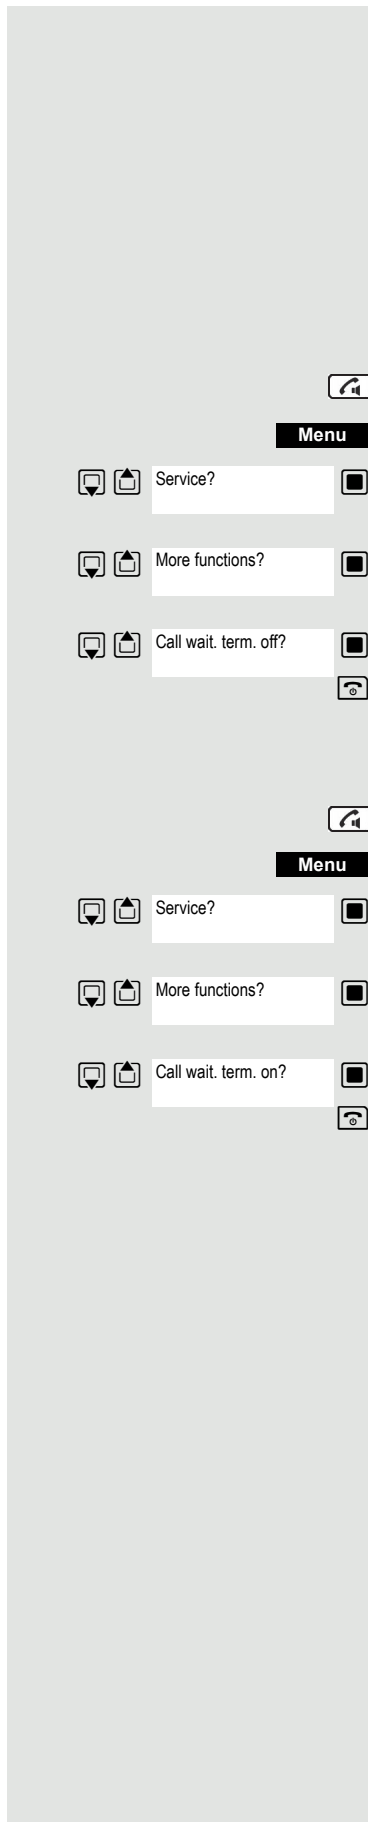 Menu
Service?
More functions?
Call wait. term. off?
Menu
Service?
More functions?
Call wait. term. on?